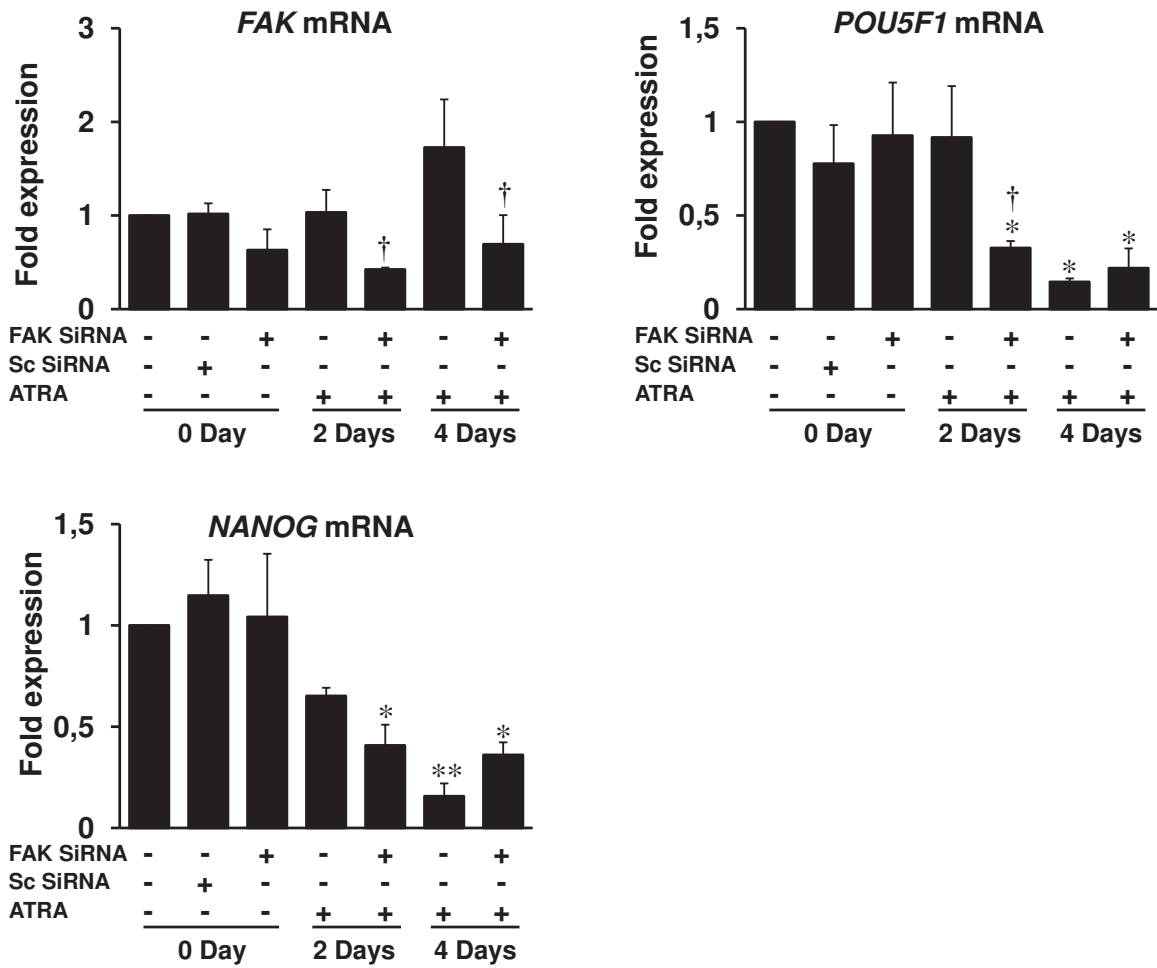 FAK mRNA
3
2
1
0
Fold expression
†
†
FAK SiRNA - - + - + - +
Sc SiRNA - + - - - - -
ATRA - - - + + + +
0 Day 2 Days 4 Days
POU5F1 mRNA
1,5
1
0,5
0
Fold expression
†
*
*
*
FAK SiRNA - - + - + - +
Sc SiRNA - + - - - - -
ATRA - - - + + + +
0 Day 2 Days 4 Days
NANOG mRNA
1,5
1
0,5
0
Fold expression
*
**
*
FAK SiRNA - - + - + - +
Sc SiRNA - + - - - - -
ATRA - - - + + + +
0 Day 2 Days 4 Days